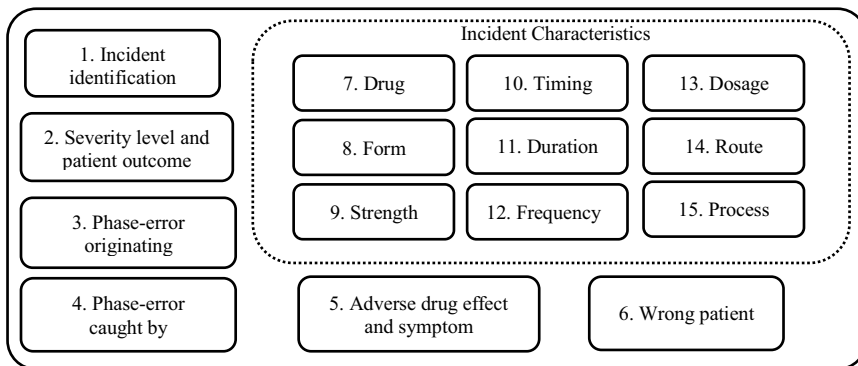 Incident Characteristics
1. Incident
identification
2. Severity level and
patient outcome
3. Phase-error
originating
4. Phase-error
caught by
7. Drug
10. Timing
13. Dosage
8. Form
11. Duration
14. Route
9. Strength
12. Frequency
15. Process
5. Adverse drug effect
and symptom
6. Wrong patient